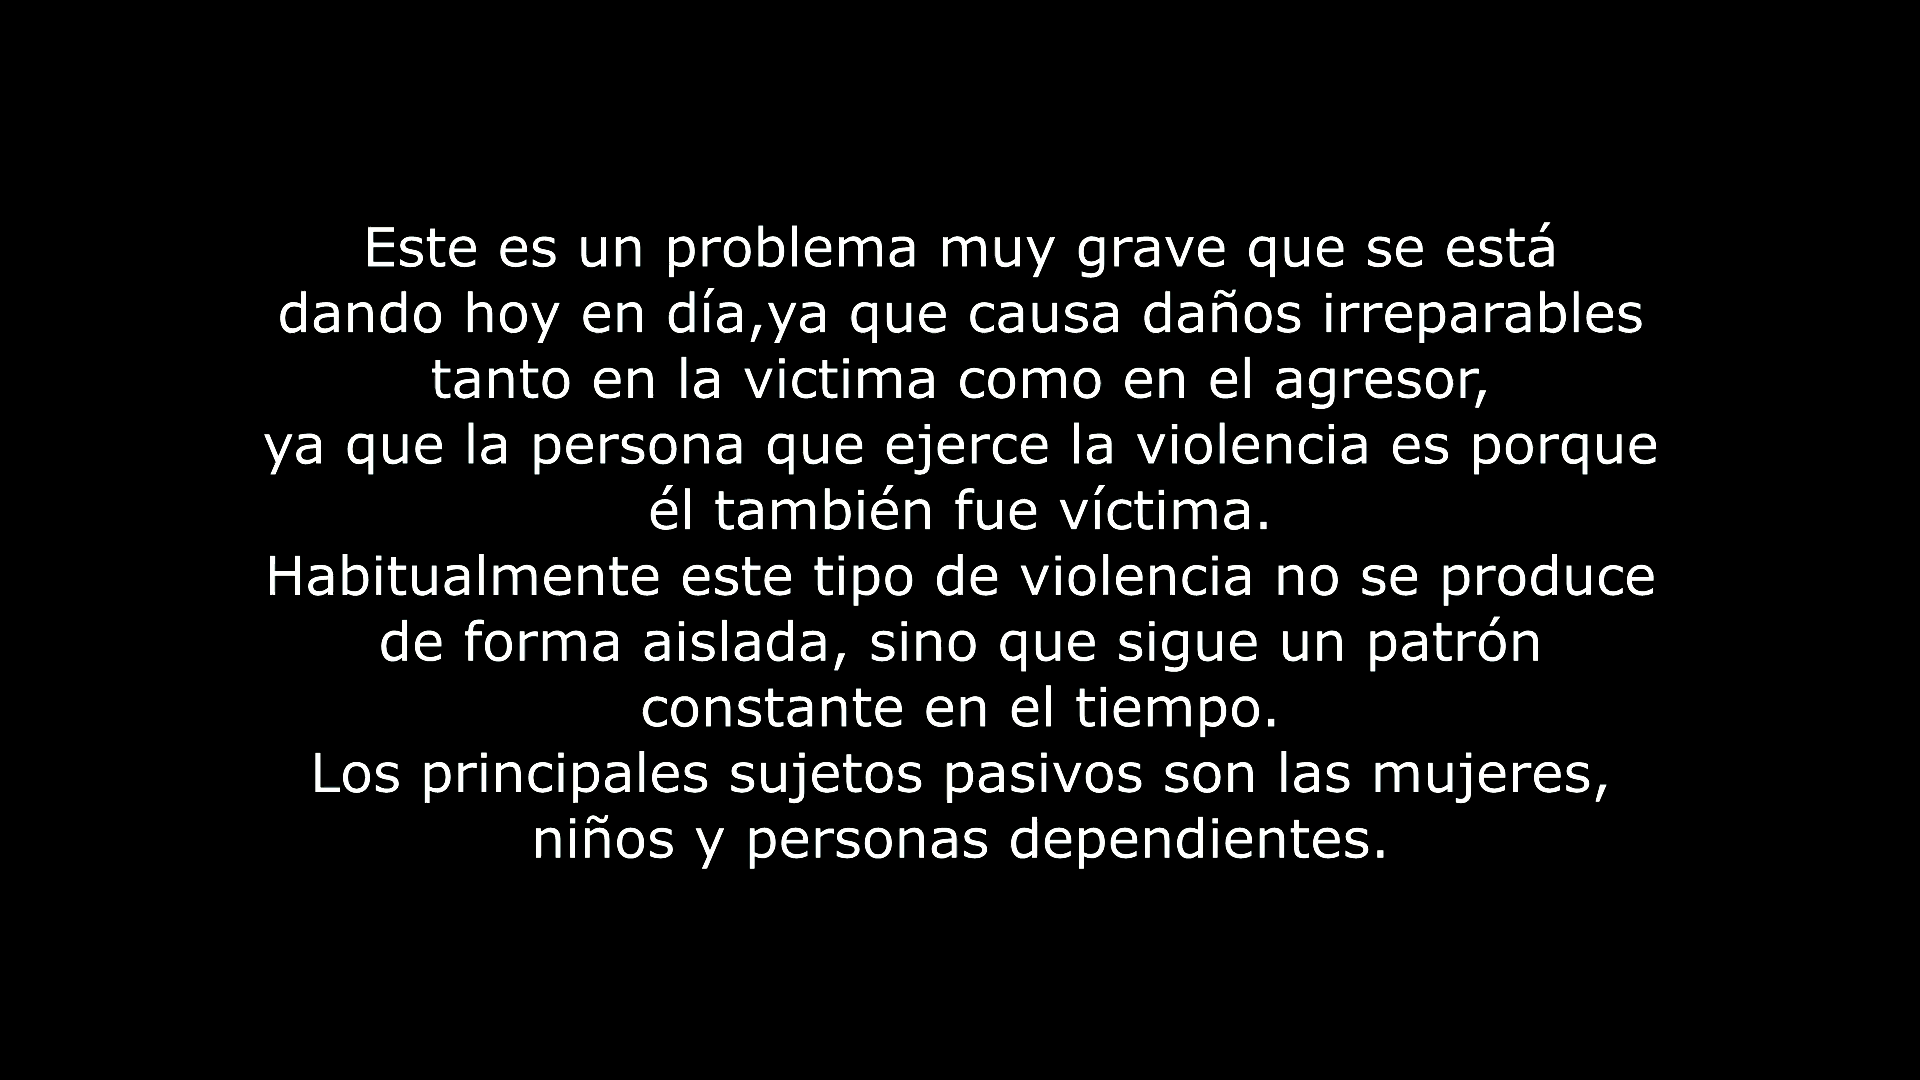 Este es un problema muy grave que se está
dando hoy en día,ya que causa daños irreparables
tanto en la victima como en el agresor,
ya que la persona que ejerce la violencia es porque
él también fue víctima.
Habitualmente este tipo de violencia no se produce
de forma aislada, sino que sigue un patrón
constante en el tiempo.
Los principales sujetos pasivos son las mujeres,
niños y personas dependientes.